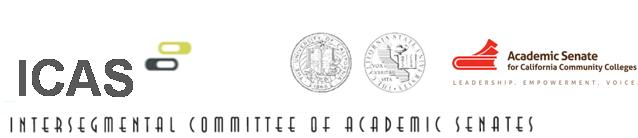 ICAS
Academic Senate
for California Community Colleges
LEADERSHIP. EMPOWERMENT. VOICE.
INTERSEGMENTAL COMMITTEE OF ACADEMIC SENATES